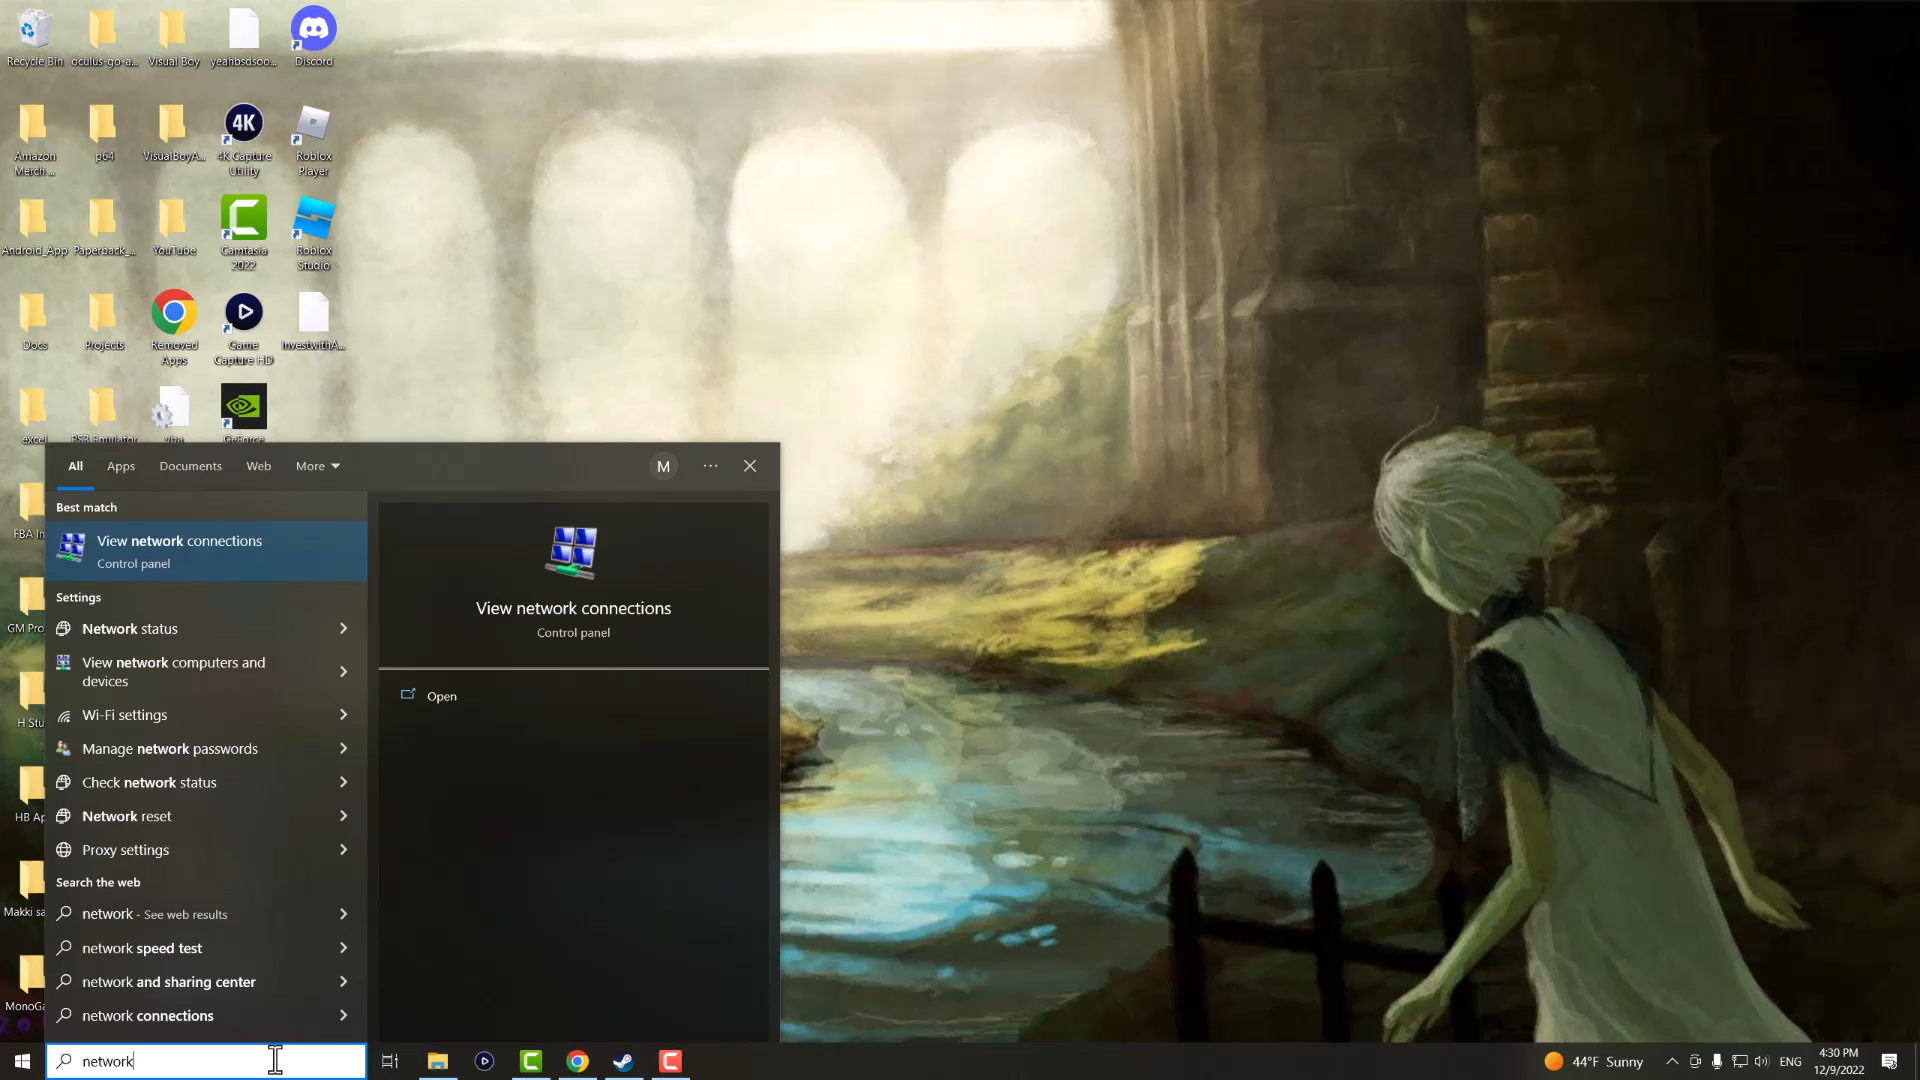 Recycle Bin
oculus-go-a...
Visual Boy
yeahbsdsoo...
Discord
Amazon Merch ...
p64
VisualBoyA...
4K Capture Utility
Roblox Player
Android_App
Paperback_...
YouTube
Camtasia 2022
Roblox Studio
Docs
Projects
Removed Apps
Game Capture HD
InvestwithA...
excel
PSP Emulator
vba
GeForce
FBA In
GM Pro
H Stu
HB Ap
Makki sa
MonoGa
All
Apps
Documents
Web
More
M
Best match
View network connections
Control panel
Settings
Network status
View network computers and
devices
Wi-Fi settings
Manage network passwords
Check network status
Network reset
Proxy settings
Search the web
network - See web results
network speed test
network and sharing center
network connections
View network connections
Control panel
Open
network
44°F Sunny
ENG
4:30 PM
12/9/2022